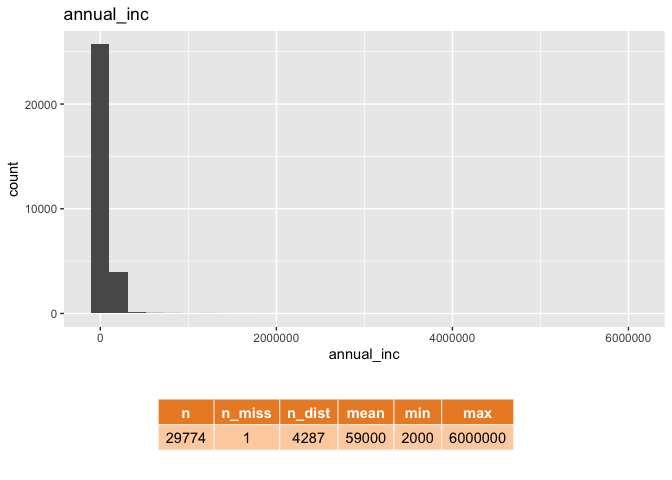 annual_inc
20000
10000
0
count
0 2000000 4000000 6000000
annual_inc
n n_miss n_dist mean min max
29774 1 4287 59000 2000 6000000